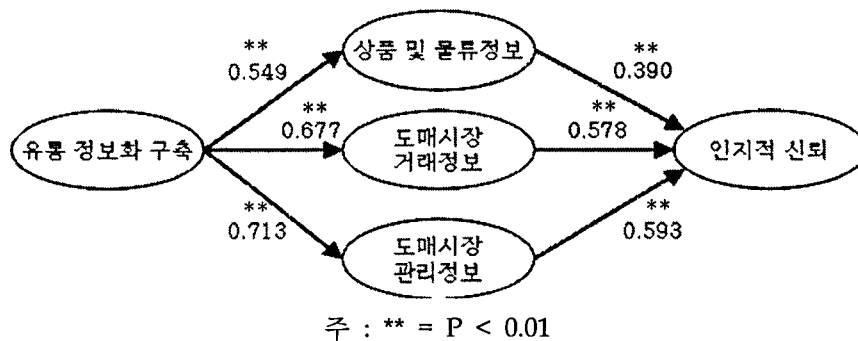 **
0.549
상품 및 물류정보
**
0.390
**
0.677
도매시장
거래정보
**
0.578
유통 정보화 구축
인지적 신뢰
**
0.713
도매시장
관리정보
**
0.593
주 : ** = P < 0.01